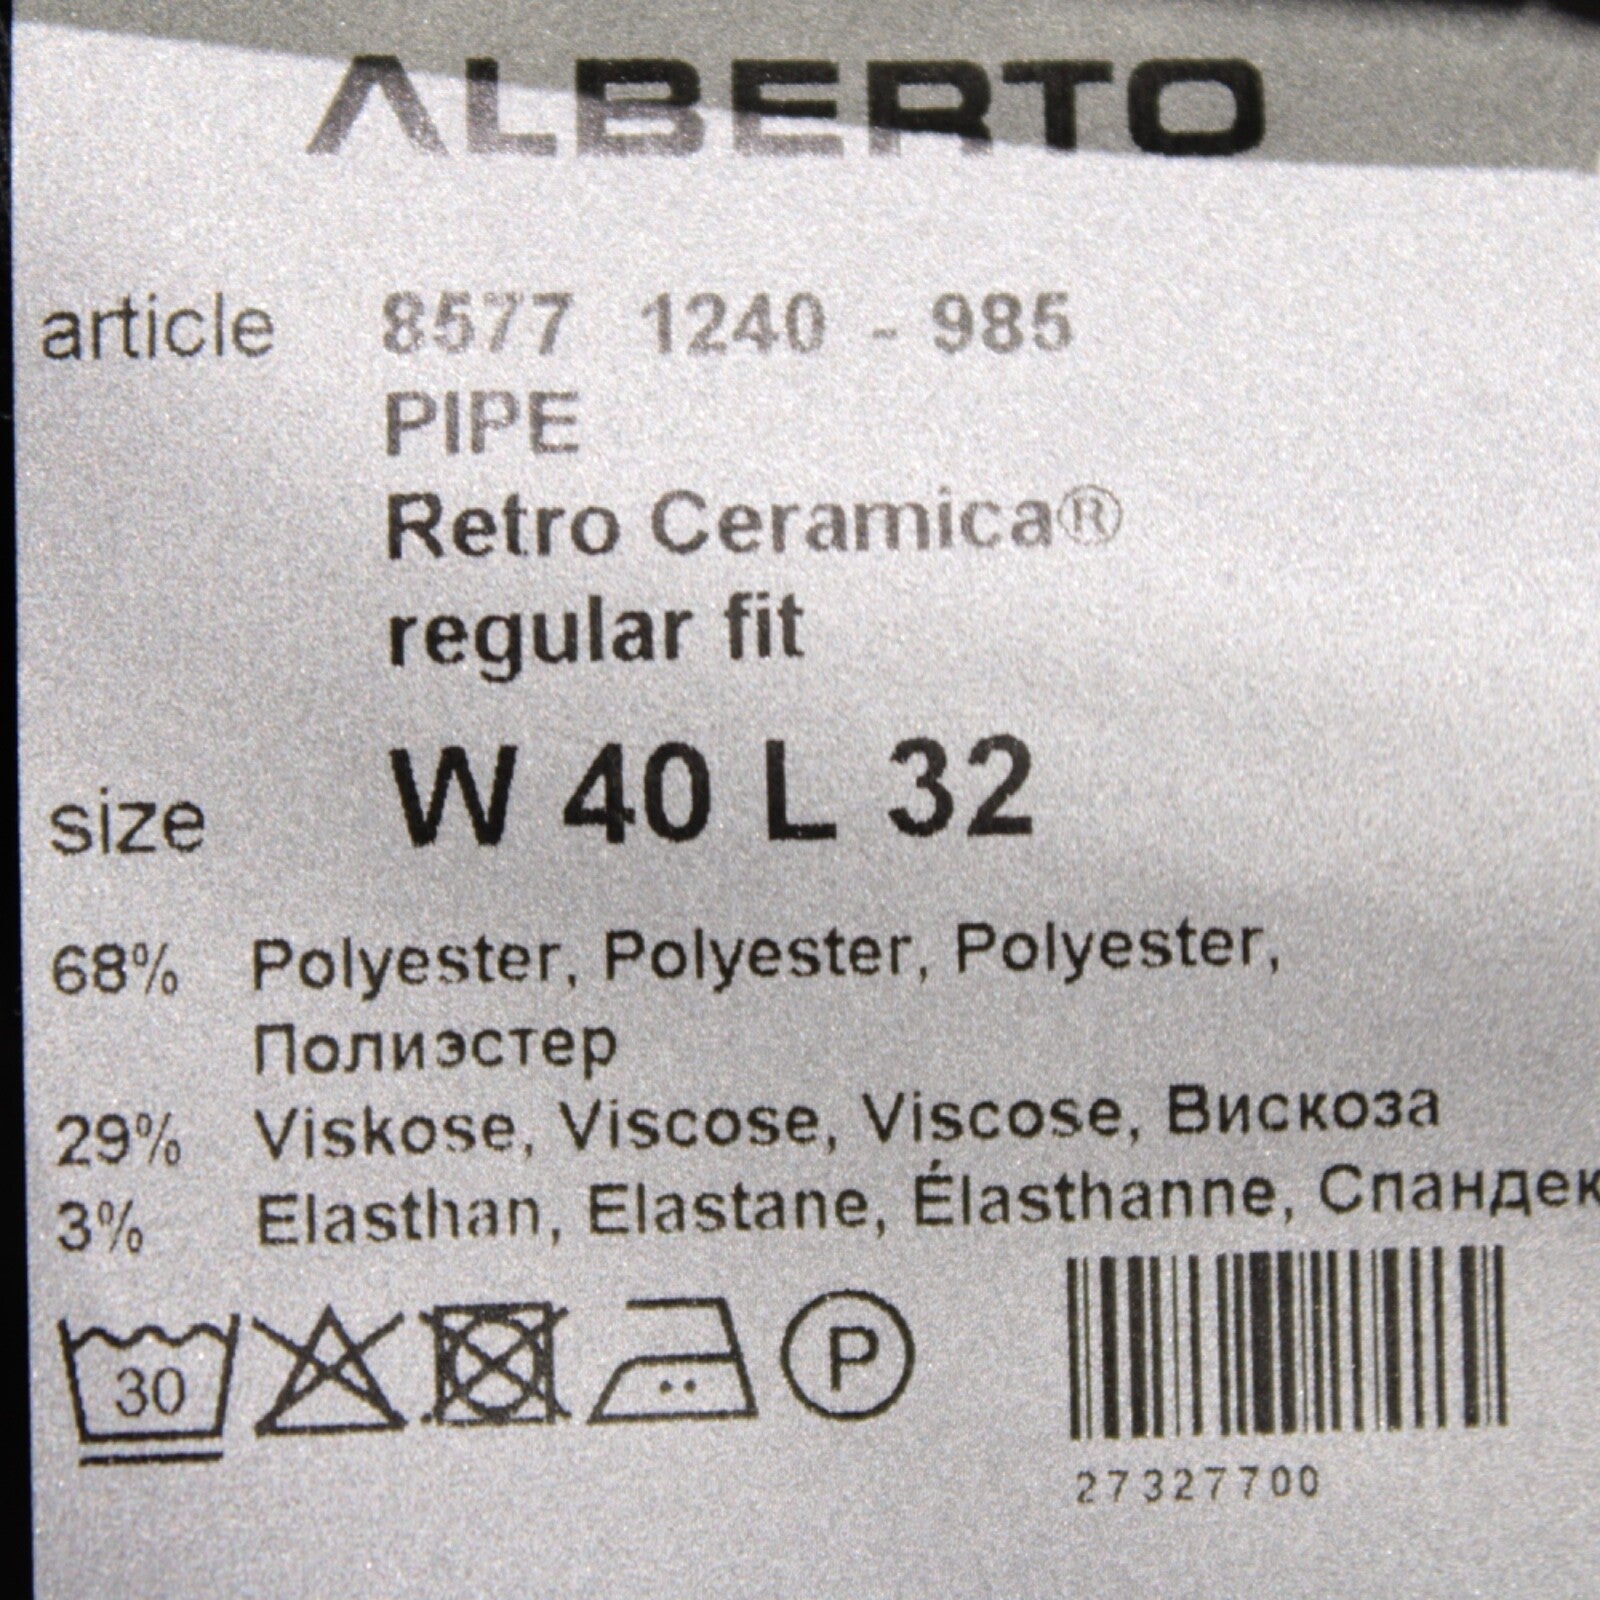 ALBERTO
article 8577 1240 - 985
PIPE
Retro Ceramica®
regular fit
size W 40 L 32
68% Polyester, Polyester, Polyester,
Полиэстер
29% Viskose, Viscose, Viscose, Вискоза
3% Elasthan, Elastane, Élasthanne, Спандек
30
P
27327700